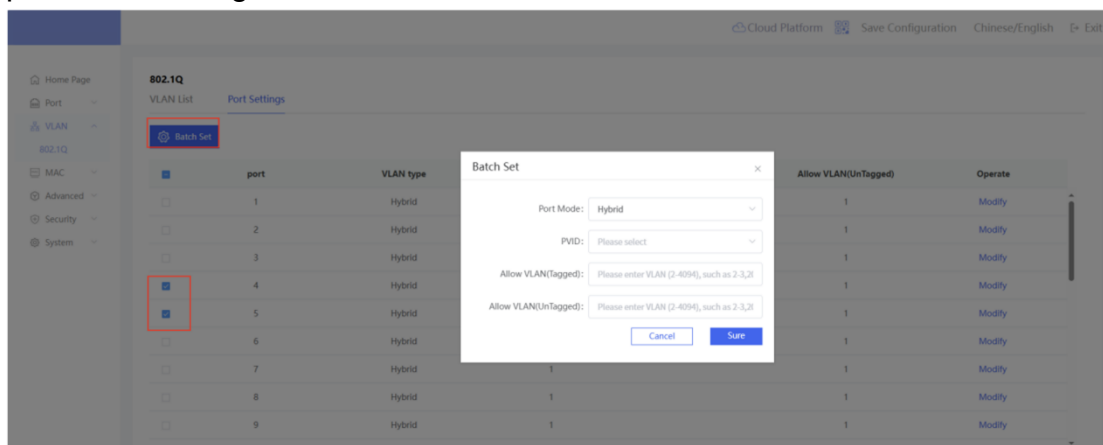 Cloud Platform Save Configuration Chinese/English Exit
Home Page
Port
VLAN
802.1Q
MAC
Advanced
Security
System
802.1Q
VLAN List Port Settings
Batch Set
port VLAN type Allow VLAN(UnTagged) Operate
1 Hybrid 1 Modify
2 Hybrid 1 Modify
3 Hybrid 1 Modify
4 Hybrid 1 Modify
5 Hybrid 1 Modify
6 Hybrid 1 Modify
7 Hybrid 1 1 Modify
8 Hybrid 1 1 Modify
9 Hybrid 1 1 Modify
Batch Set
Port Mode: Hybrid
PVID: Please select
Allow VLAN(Tagged): Please enter VLAN (2-4094), such as 2-3,2
Allow VLAN(UnTagged): Please enter VLAN (2-4094), such as 2-3,2
Cancel Sure